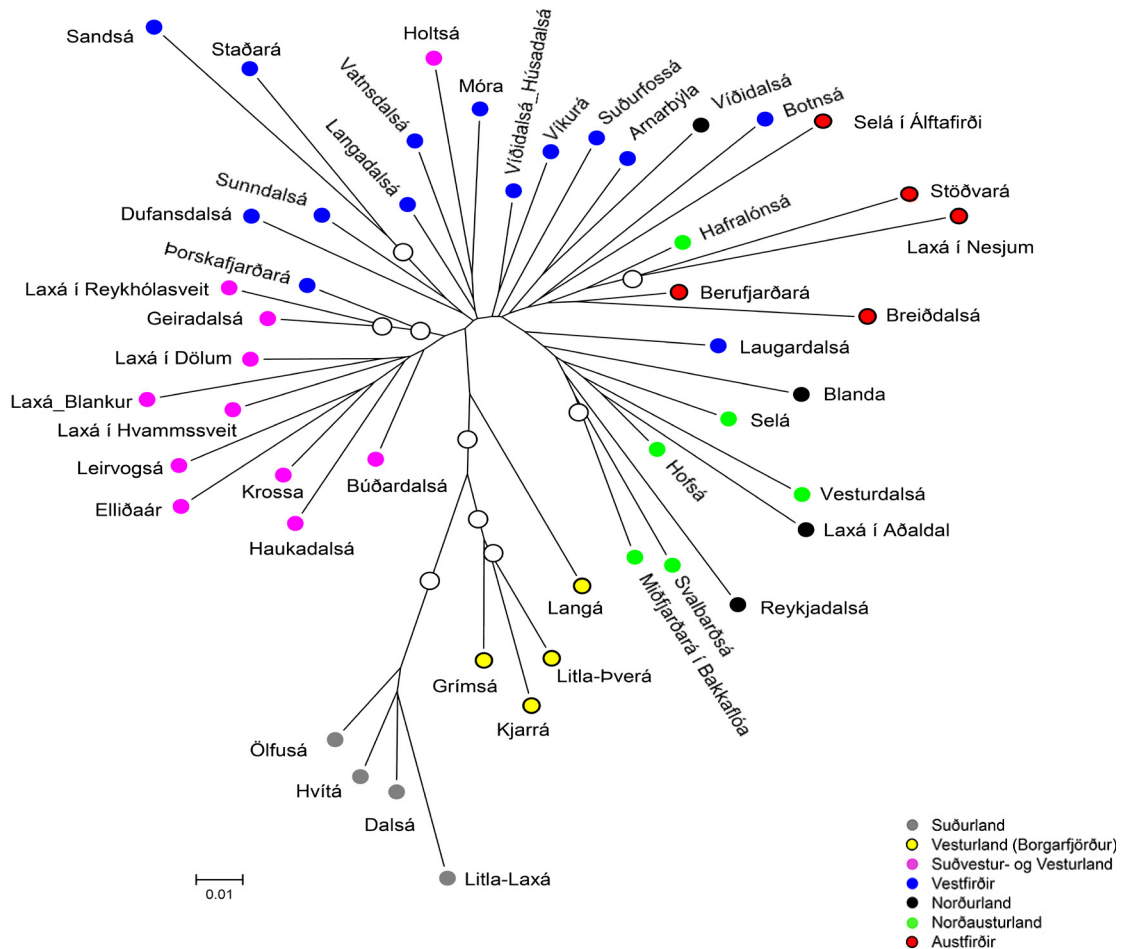 Sandsá
Staðará
Vatnsdalsá
Langadalsá
Holtsá
Móra
Víðidalsá_Húsadalsá
Víkurá
Suðurfossá
Arnarbýla
Víðidalsá
Botnsá
Selá í Álftafirði
Stöðvará
Laxá í Nesjum
Hafralónsá
Berufjarðará
Breiðdalsá
Sunndalsá
Dufansdalsá
Þorskafjarðará
Laxá í Reykhólasveit
Geiradalsá
Laxá í Dölum
Laxá_Blankur
Laxá í Hvammssveit
Leirvogsá
Elliðaár
Krossa
Haukadalsá
Búðardalsá
Laugardalsá
Blanda
Selá
Hofsá
Vesturdalsá
Laxá í Aðaldal
Reykjadalsá
Svalbarðsá
Miðfjarðará í Bakkaflóa
Langá
Litla-Þverá
Grímsá
Kjarrá
Ölfusá
Hvítá
Dalsá
Litla-Laxá
0.01
Suðurland
Vesturland (Borgarfjörður)
Suðvestur- og Vesturland
Vestfirðir
Norðurland
Norðausturland
Austfirðir